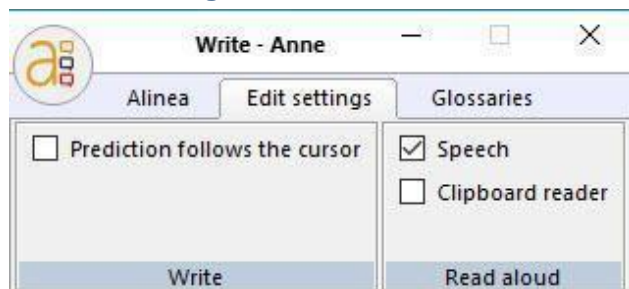 Write - Anne
Alinea Edit settings Glossaries
Prediction follows the cursor
Speech
Clipboard reader
Write
Read aloud